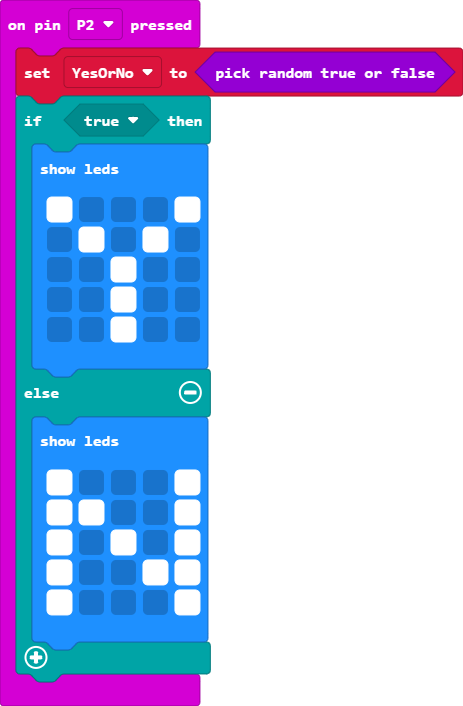 on pin P2 pressed
set YesOrNo to pick random true or false
if true then
show leds
else
show leds